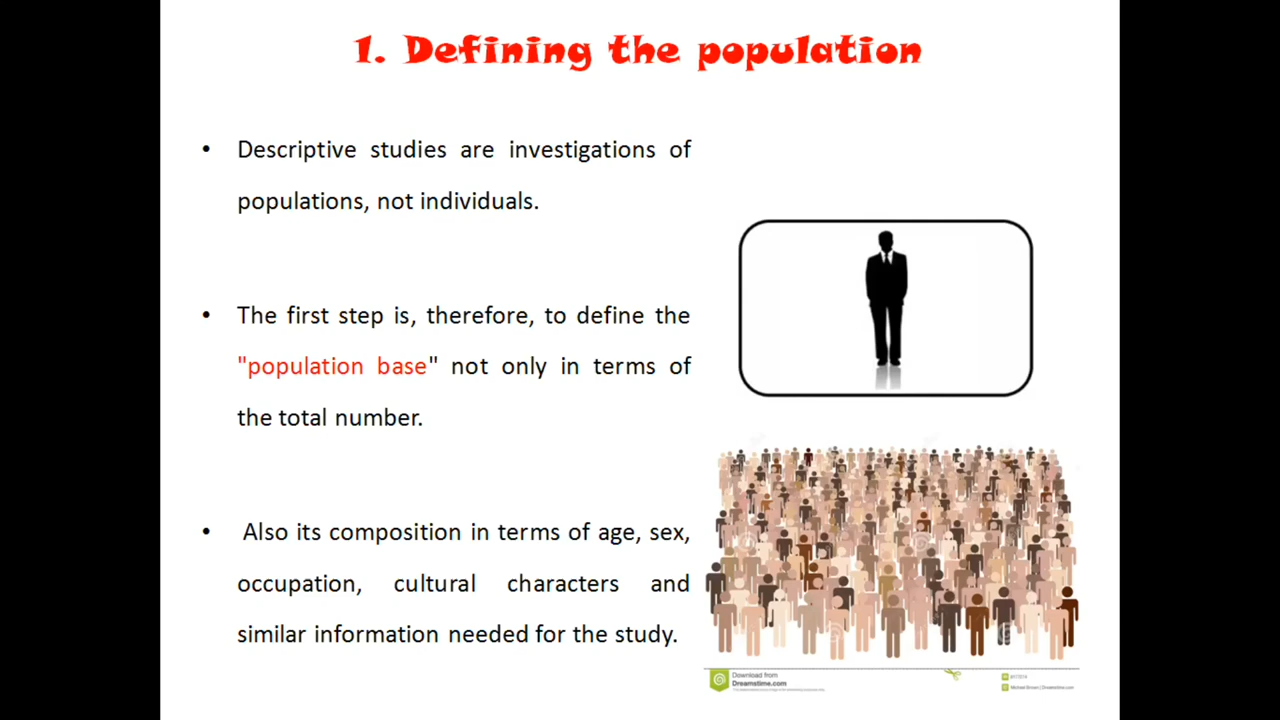 1. Defining the population
• Descriptive studies are investigations of
populations, not individuals.
• The first step is, therefore, to define the
"population base" not only in terms of
the total number.
• Also its composition in terms of age, sex,
occupation, cultural characters and
similar information needed for the study.
Download from
Dreamstime.com